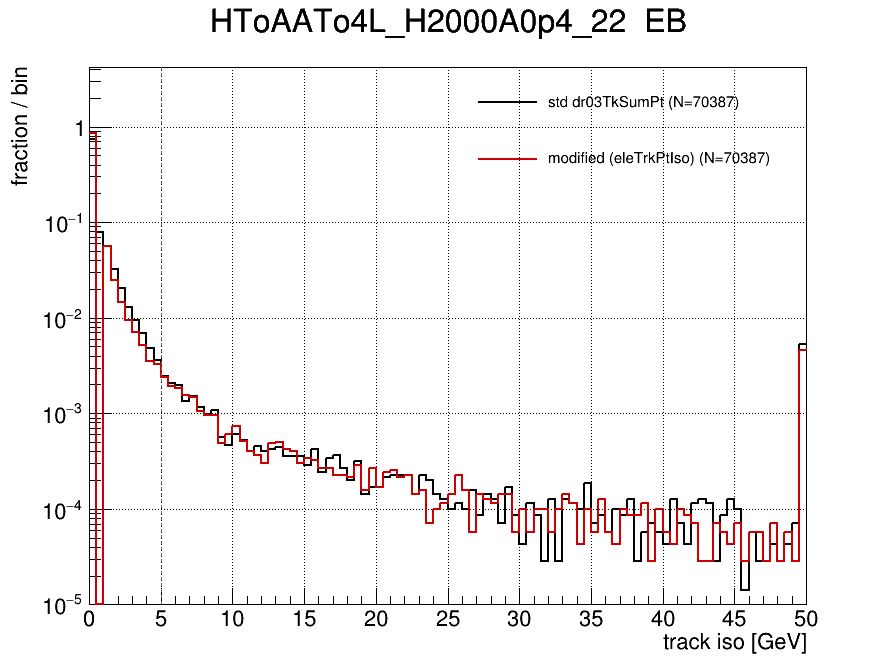 HToAATo4L_H2000A0p4_22 EB
fraction / bin
std dr03TkSumPt (N=70387)
modified (eleTrkPtIso) (N=70387)
1
10⁻¹
10⁻²
10⁻³
10⁻⁴
10⁻⁵
0 5 10 15 20 25 30 35 40 45 50
track iso [GeV]